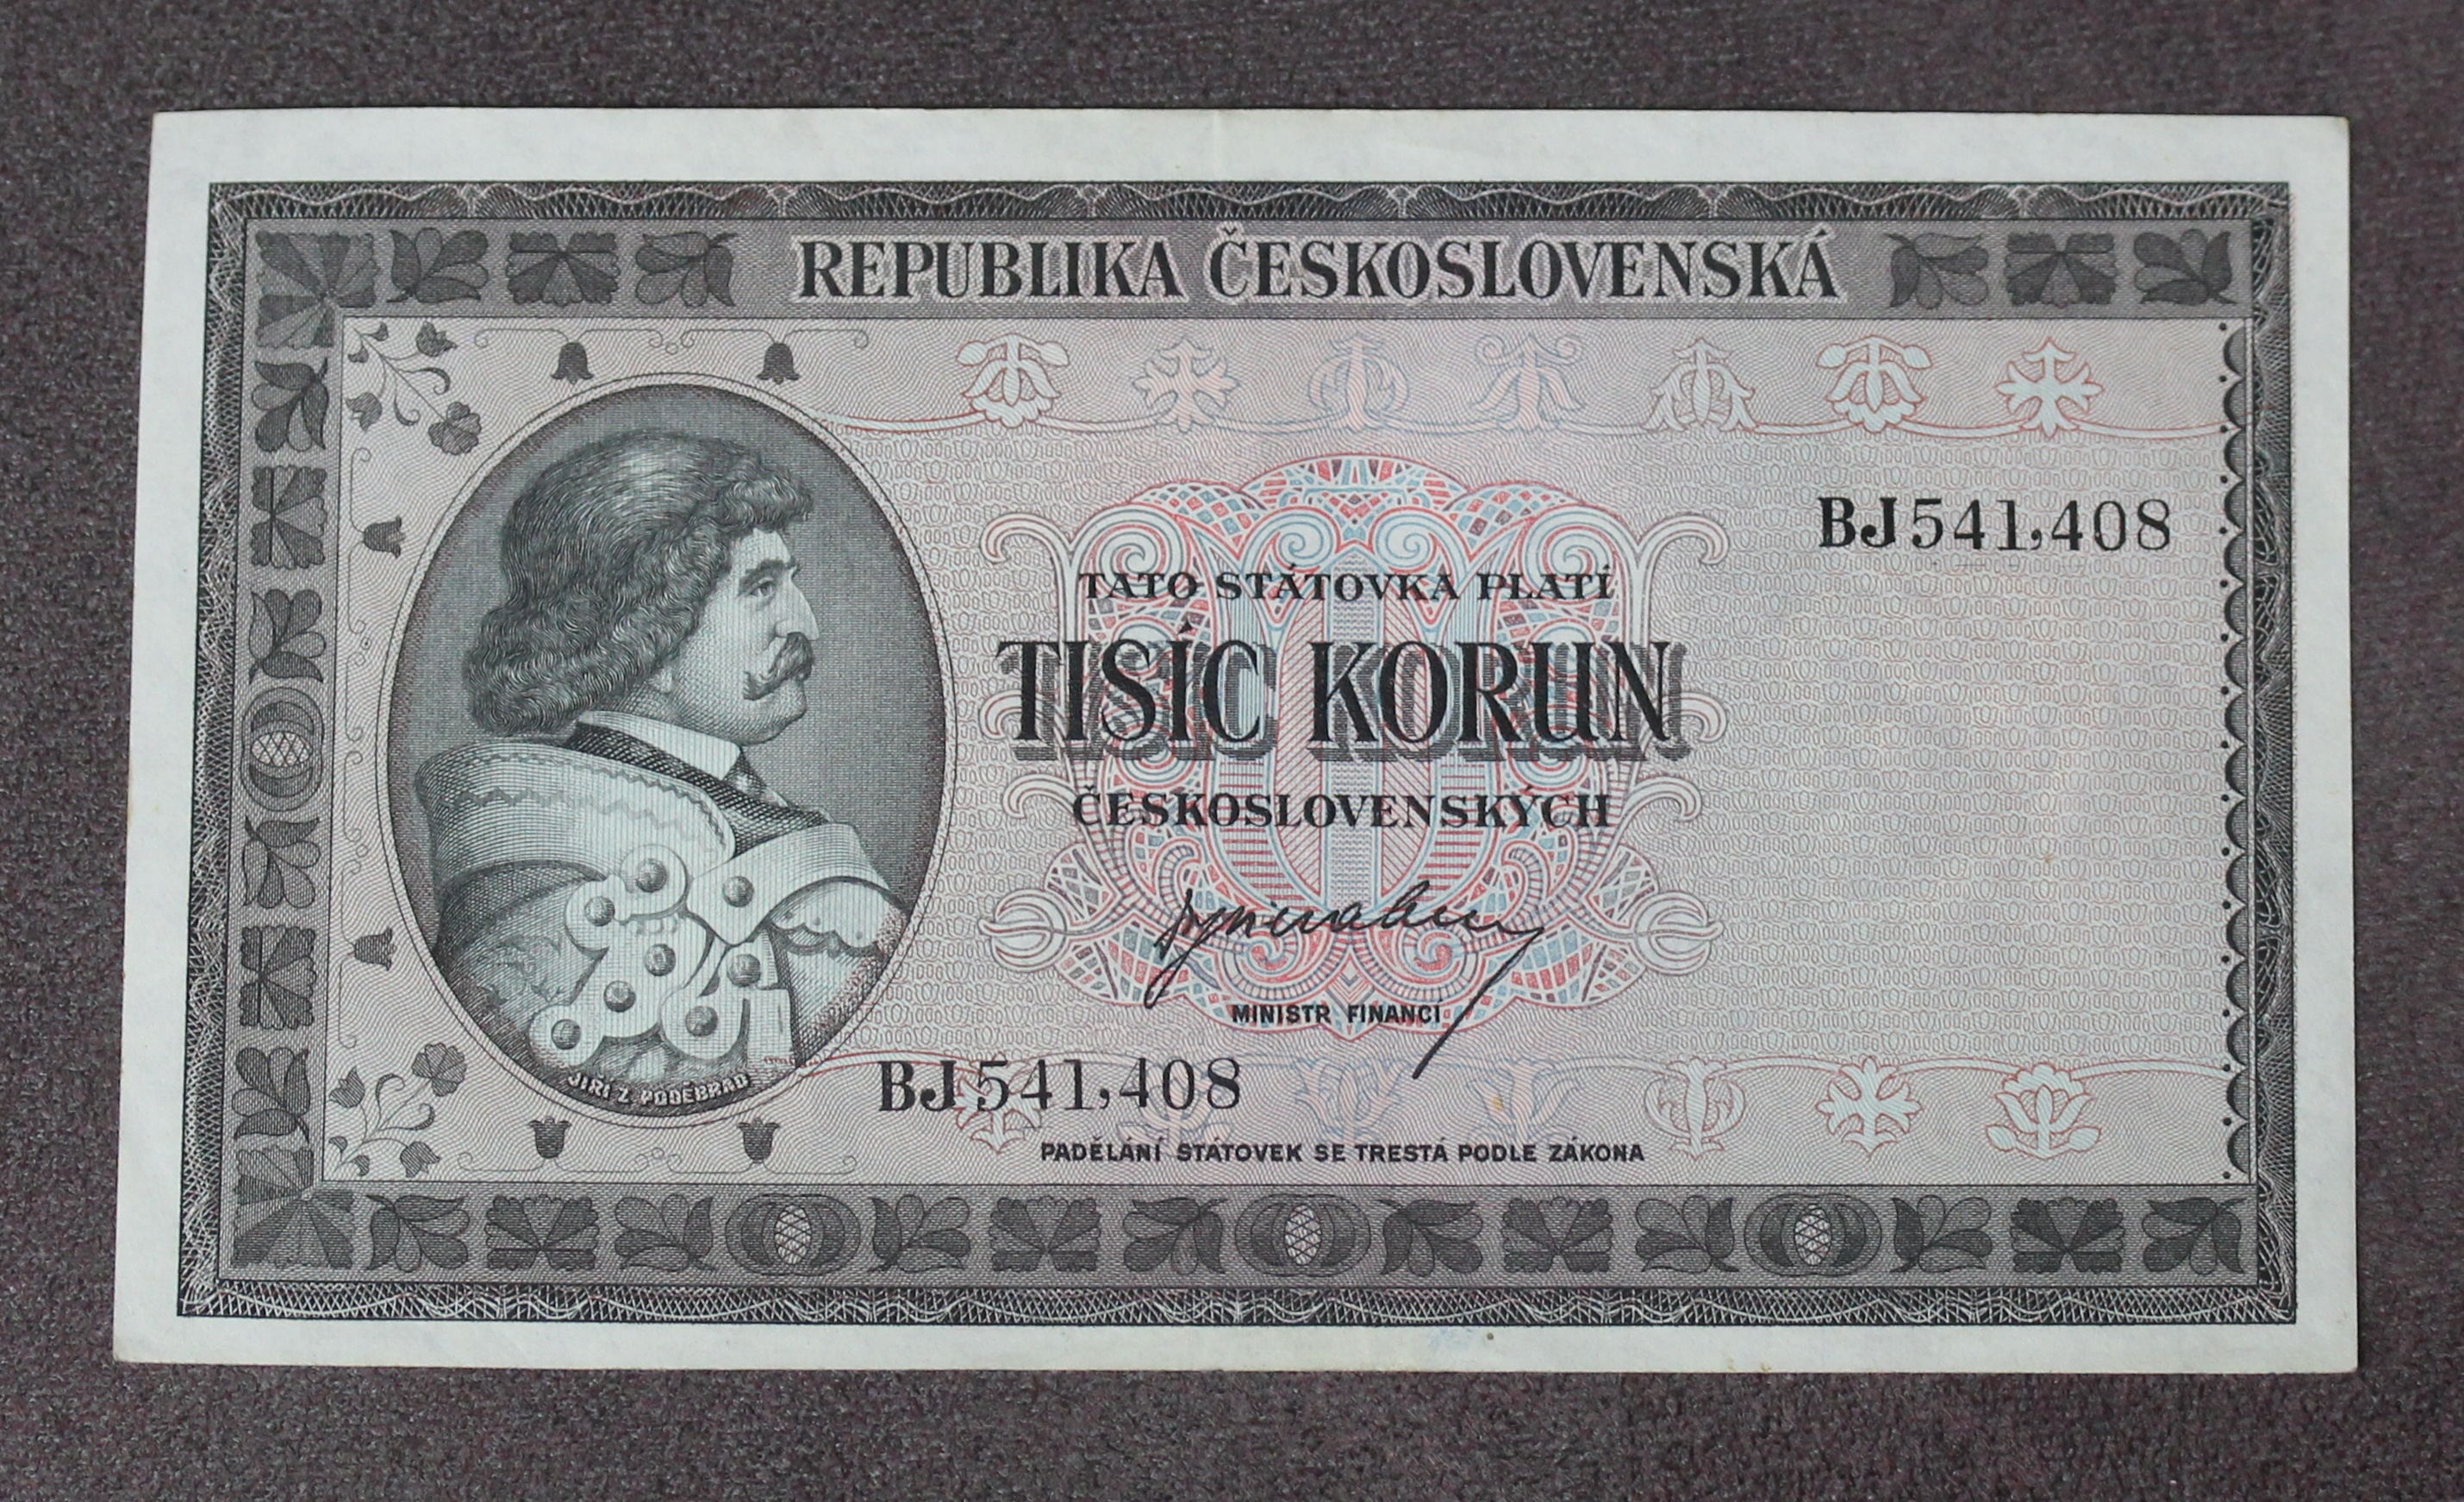 REPUBLIKA ČESKOSLOVENSKÁ
BJ541,408
TATO STÁTOVKA PLATÍ
TISÍC KORUN
ČESKOSLOVENSKÝCH
MINISTR FINANCÍ
JIŘÍ Z PODĚBRAD
BJ541,408
PADĚLÁNÍ STÁTOVEK SE TRESTÁ PODLE ZÁKONA